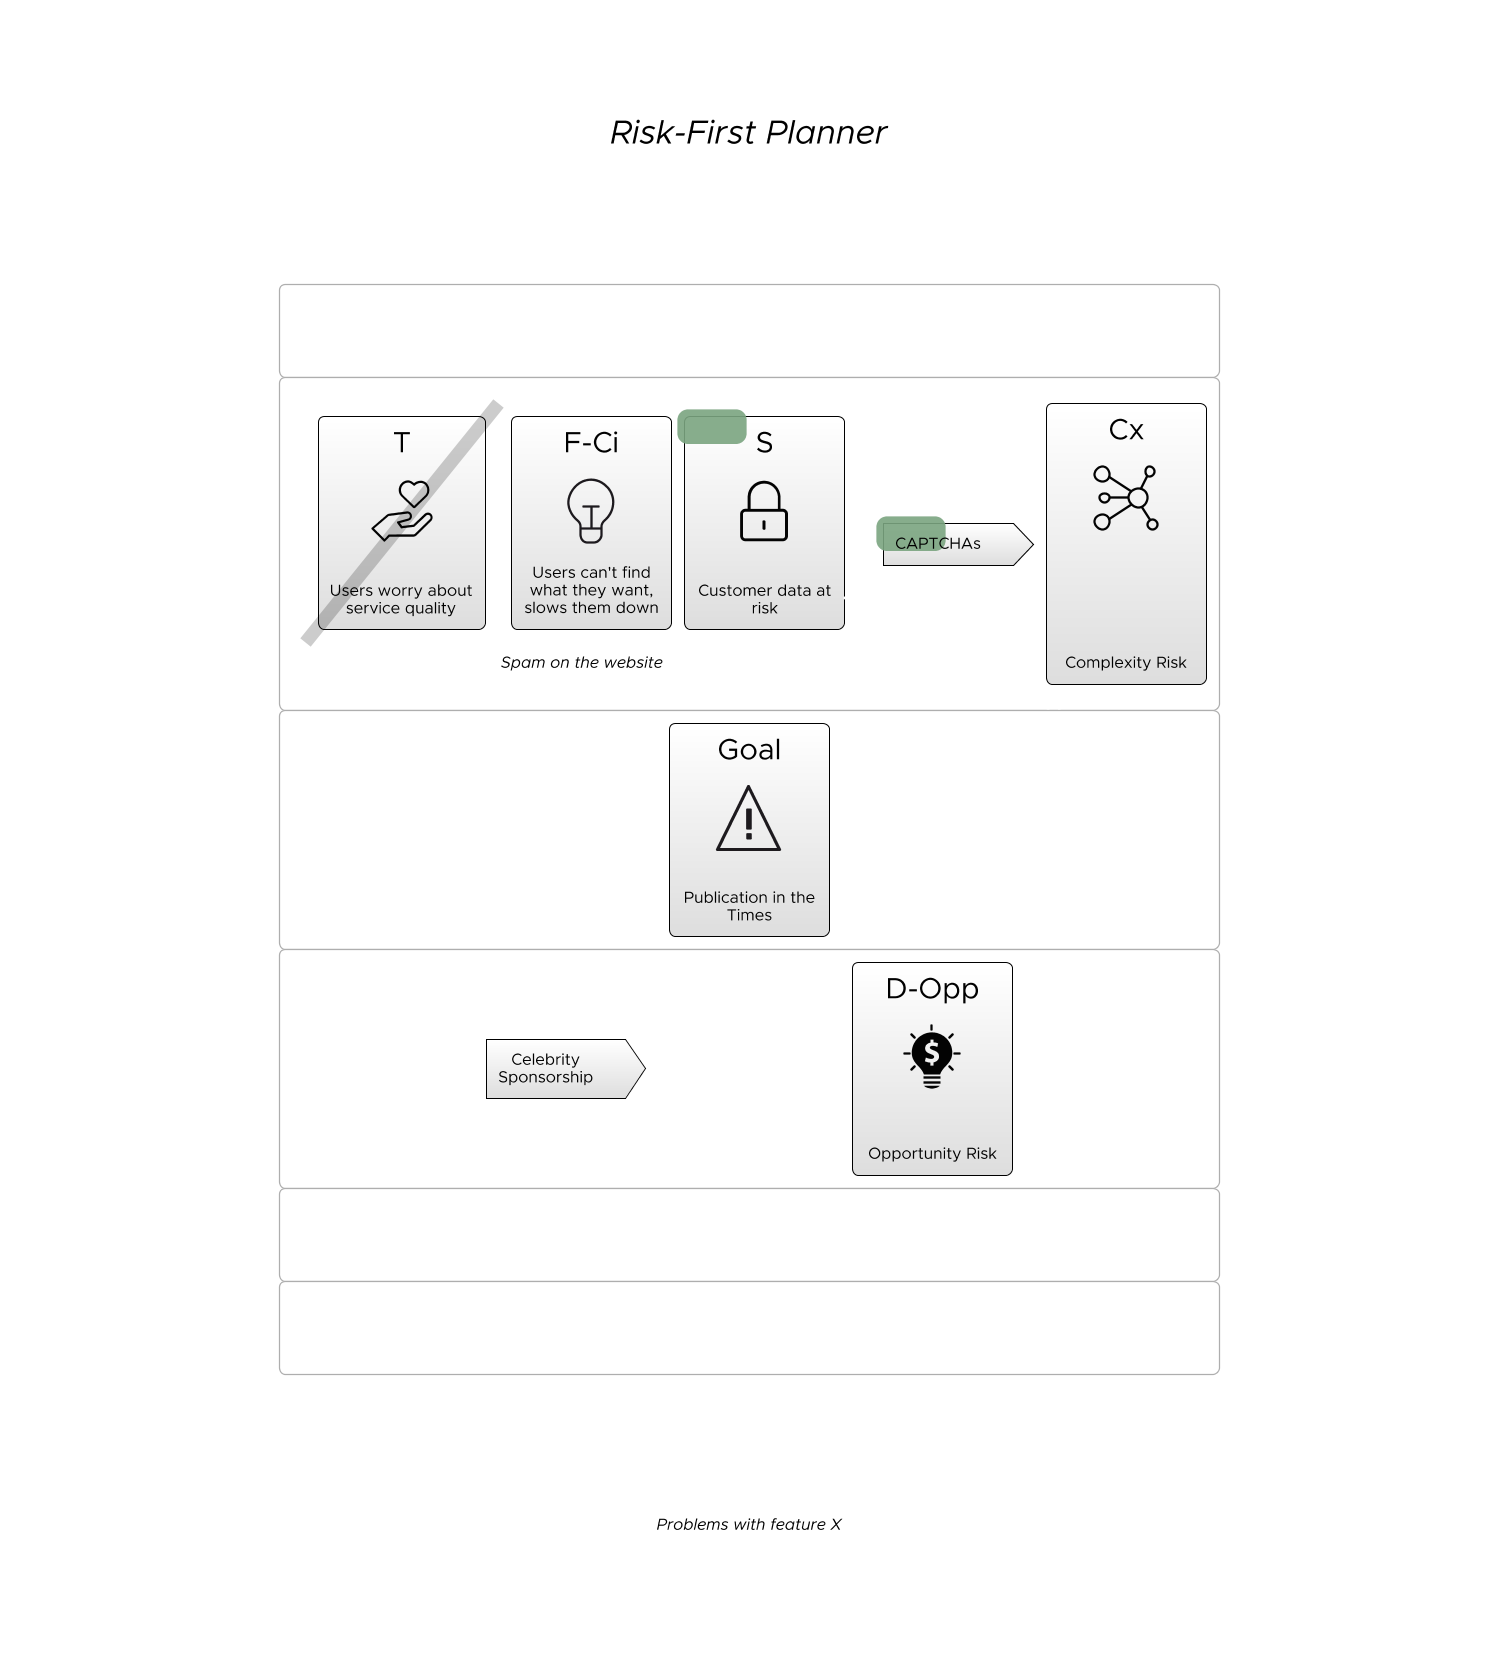 Risk-First Planner
T
Users worry about
service quality
F-Ci
Users can't find
what they want,
slows them down
S
Customer data at
risk
Spam on the website
CAPTCHAs
Cx
Complexity Risk
Goal
!
Publication in the
Times
Celebrity
Sponsorship
D-Opp
$
Opportunity Risk
Problems with feature X